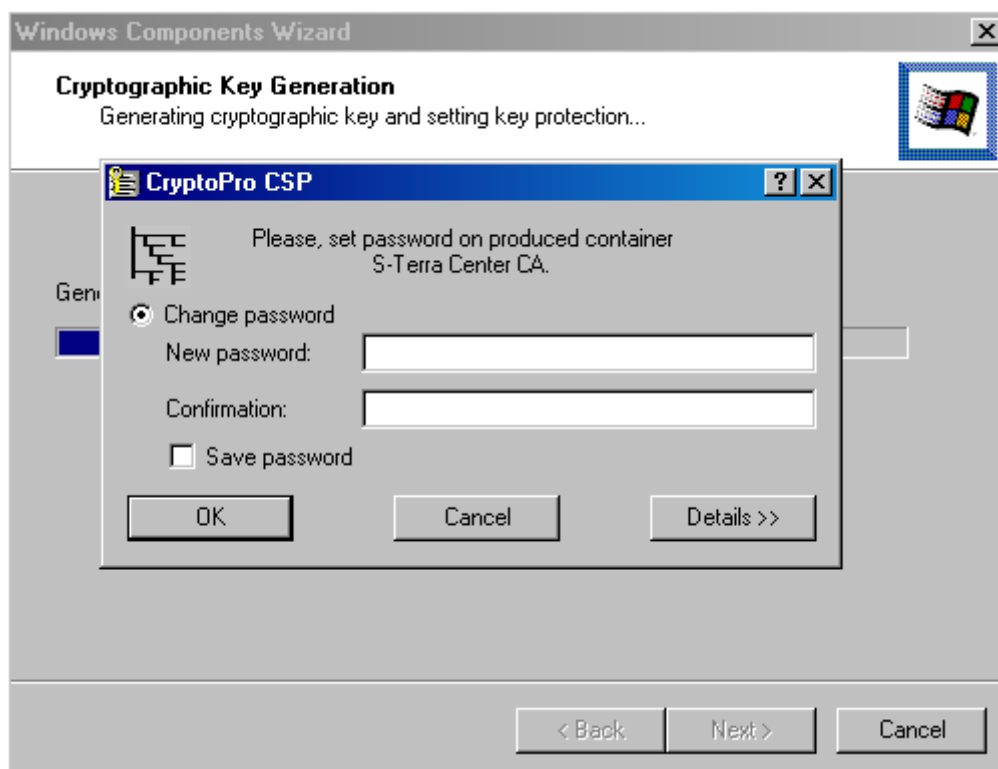 Windows Components Wizard
Cryptographic Key Generation
Generating cryptographic key and setting key protection...
CryptoPro CSP
Please, set password on produced container
S-Terra Center CA.
Gene
Change password
New password:
Confirmation:
Save password
OK
Cancel
Details >>
< Back
Next >
Cancel